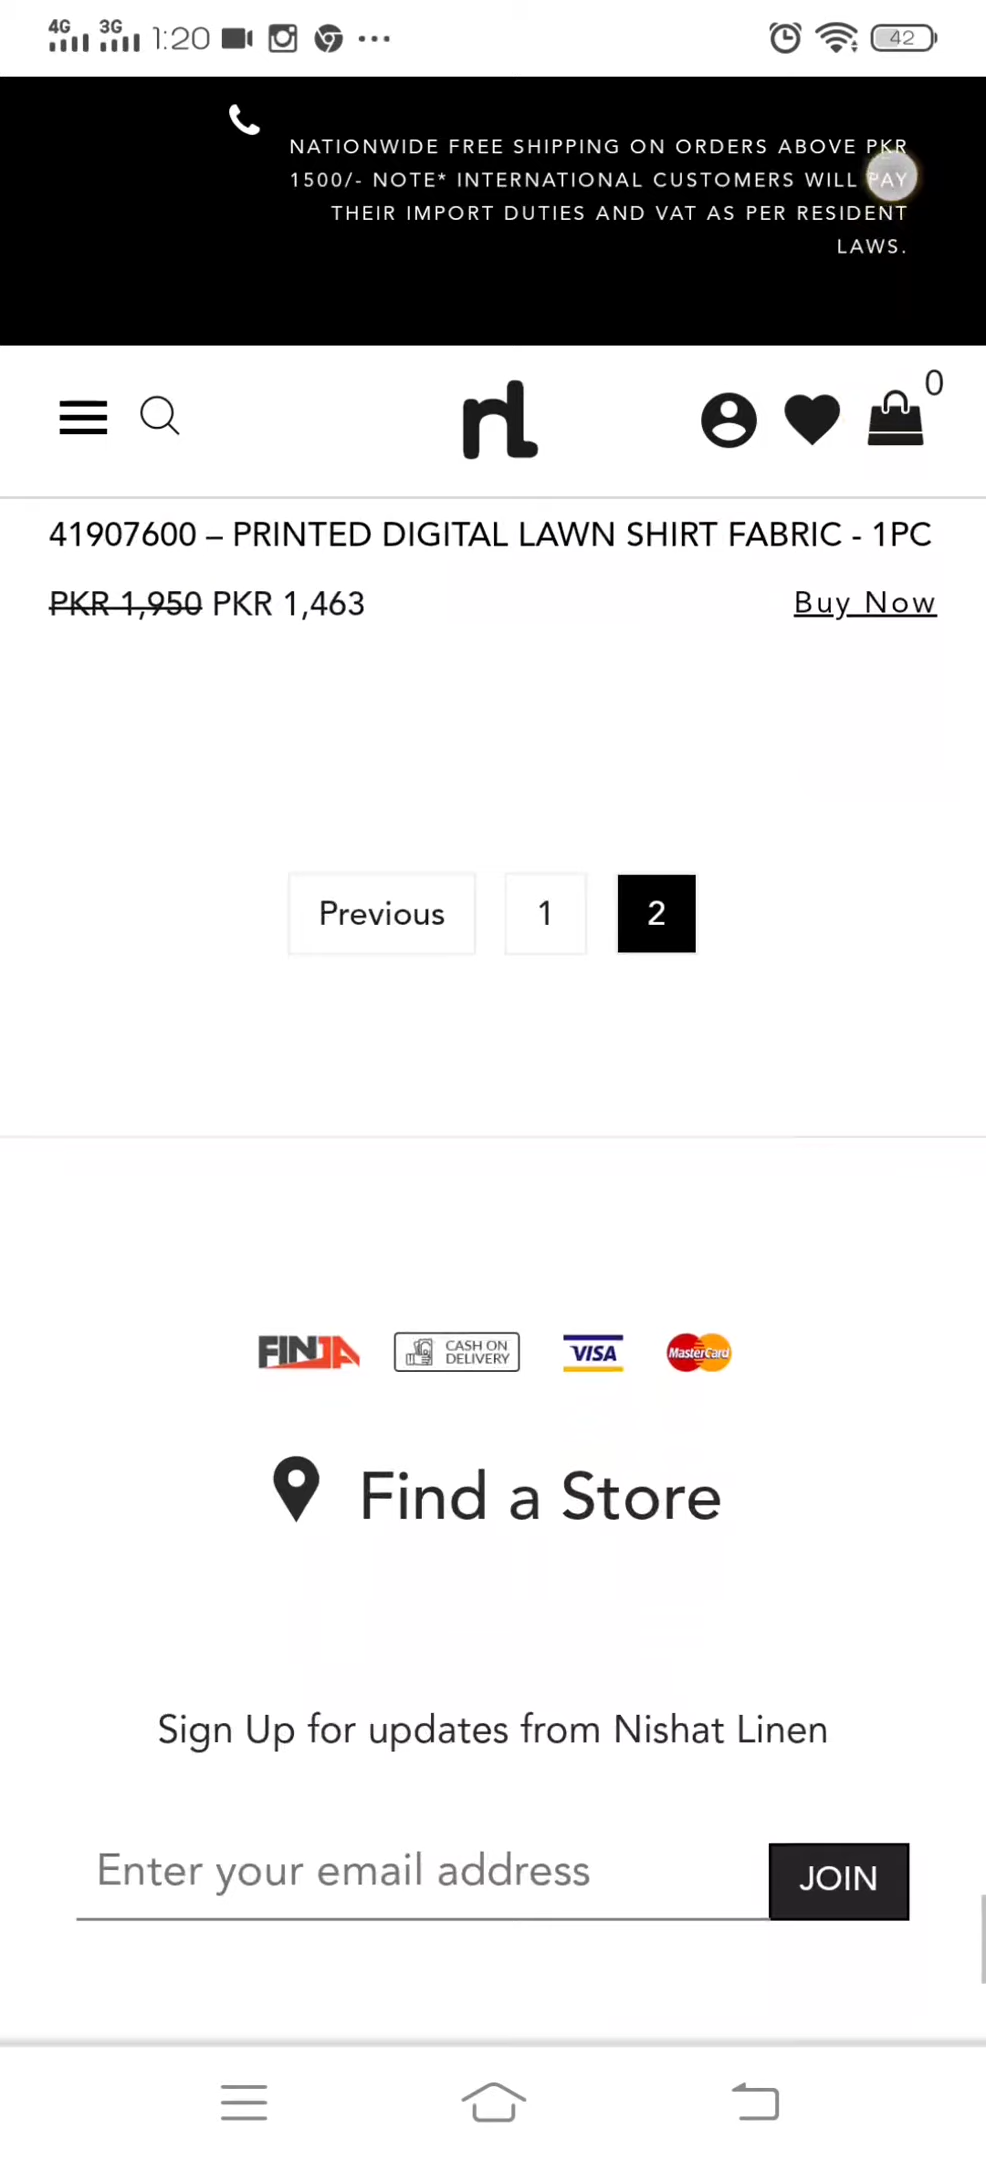 4G 3G 1:20 42
NATIONWIDE FREE SHIPPING ON ORDERS ABOVE PKR
1500/- NOTE* INTERNATIONAL CUSTOMERS WILL PAY
THEIR IMPORT DUTIES AND VAT AS PER RESIDENT
LAWS.
nL 0
41907600 – PRINTED DIGITAL LAWN SHIRT FABRIC - 1PC
PKR 1,950 PKR 1,463 Buy Now
Previous 1 2
FINJA CASH ON DELIVERY VISA MasterCard
Find a Store
Sign Up for updates from Nishat Linen
Enter your email address JOIN